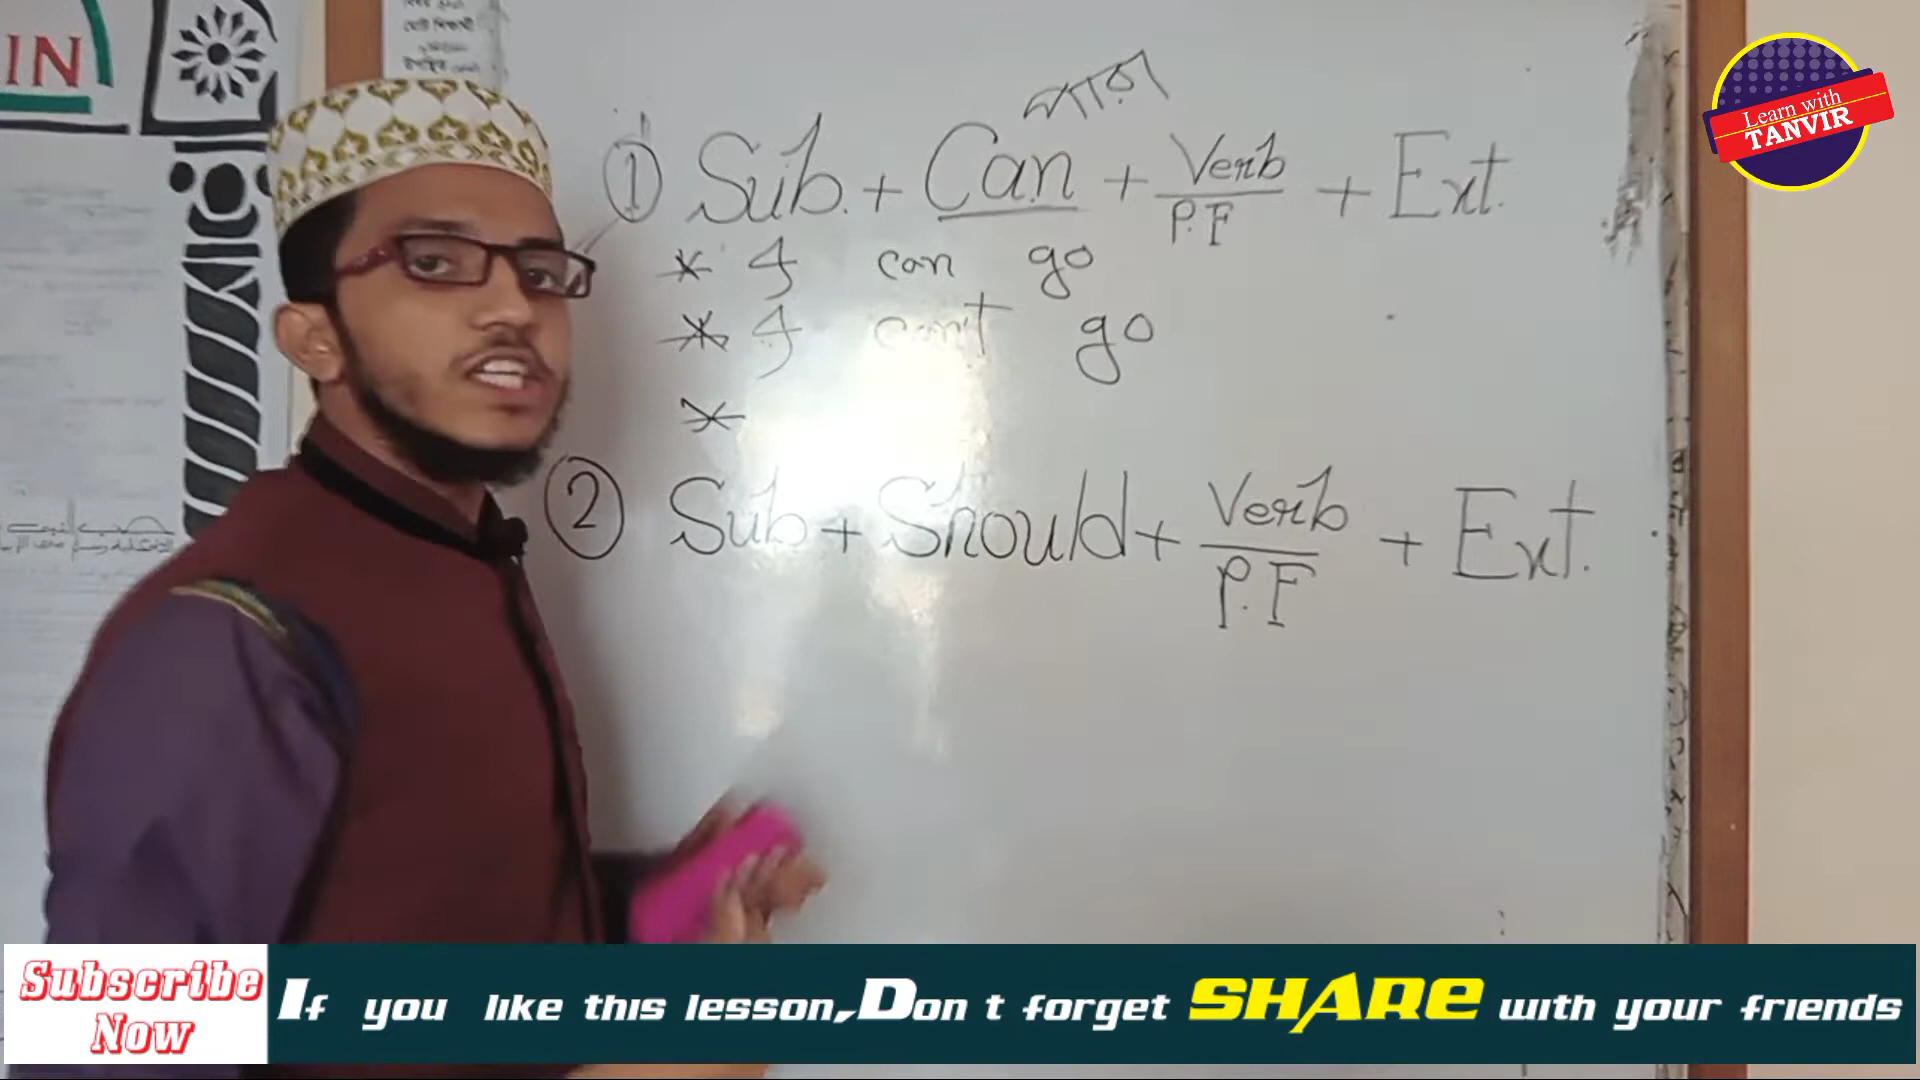 IN
Learn with
TANVIR
পারা
① Sub. + Can + Verb + Ext.
P.F
* I can go
* I can't go
*
② Sub + Should + Verb + Ext.
P.F
Subscribe
Now
If you like this lesson,Don t forget SHARE with your friends